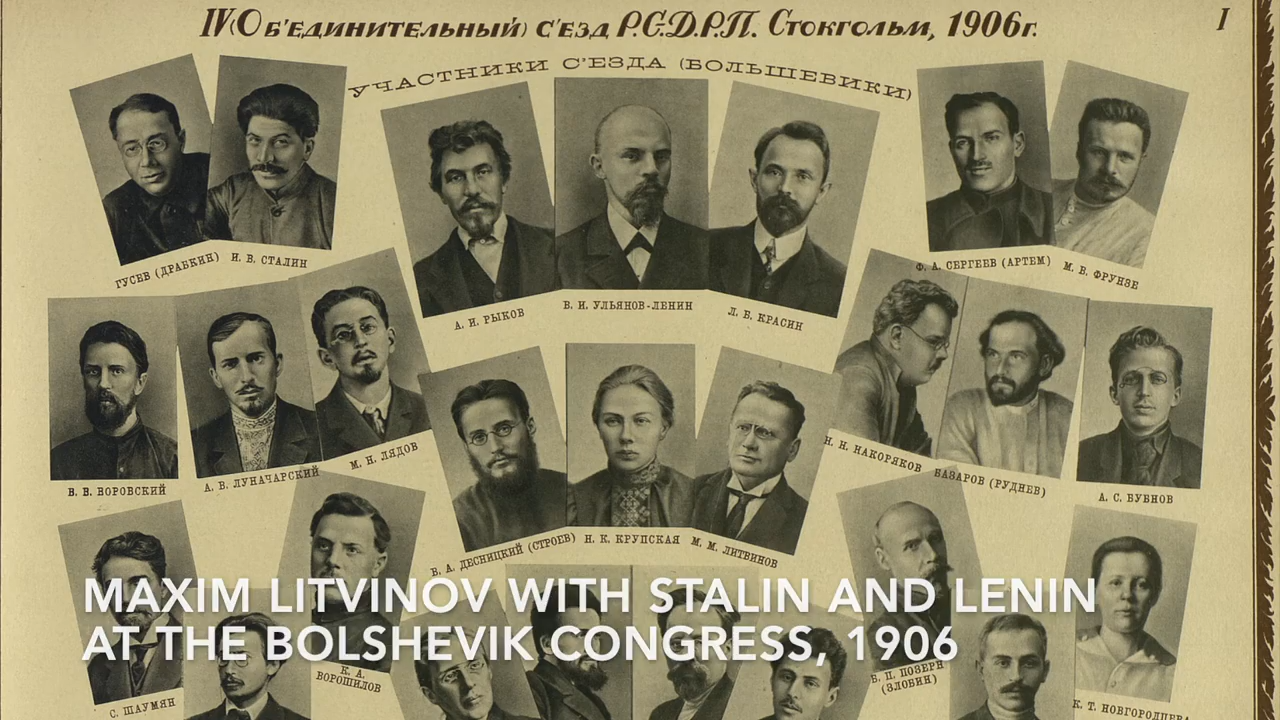 IV (Объединительный) с'езд Р.С.Д.Р.П. Стокгольм, 1906г.
I
УЧАСТНИКИ С'ЕЗДА (БОЛЬШЕВИКИ)
ГУСЕВ (ДРАБКИН)
И. В. СТАЛИН
А. И. РЫКОВ
В. И. УЛЬЯНОВ-ЛЕНИН
Л. Б. КРАСИН
Ф. А. СЕРГЕЕВ (АРТЕМ)
М. В. ФРУНЗЕ
В. В. ВОРОВСКИЙ
А. В. ЛУНАЧАРСКИЙ
М. Н. ЛЯДОВ
В. А. ДЕСНИЦКИЙ (СТРОЕВ)
Н. К. КРУПСКАЯ
М. М. ЛИТВИНОВ
Н. Н. НАКОРЯКОВ
БАЗАРОВ (РУДНЕВ)
А. С. БУБНОВ
MAXIM LITVINOV WITH STALIN AND LENIN
AT THE BOLSHEVIK CONGRESS, 1906
С. ШАУМЯН
К. А.
ВОРОШИЛОВ
Б. П. ПОЗЕРН
(ЗЛОБИН)
К. Т. НОВГОРОДЦЕВА